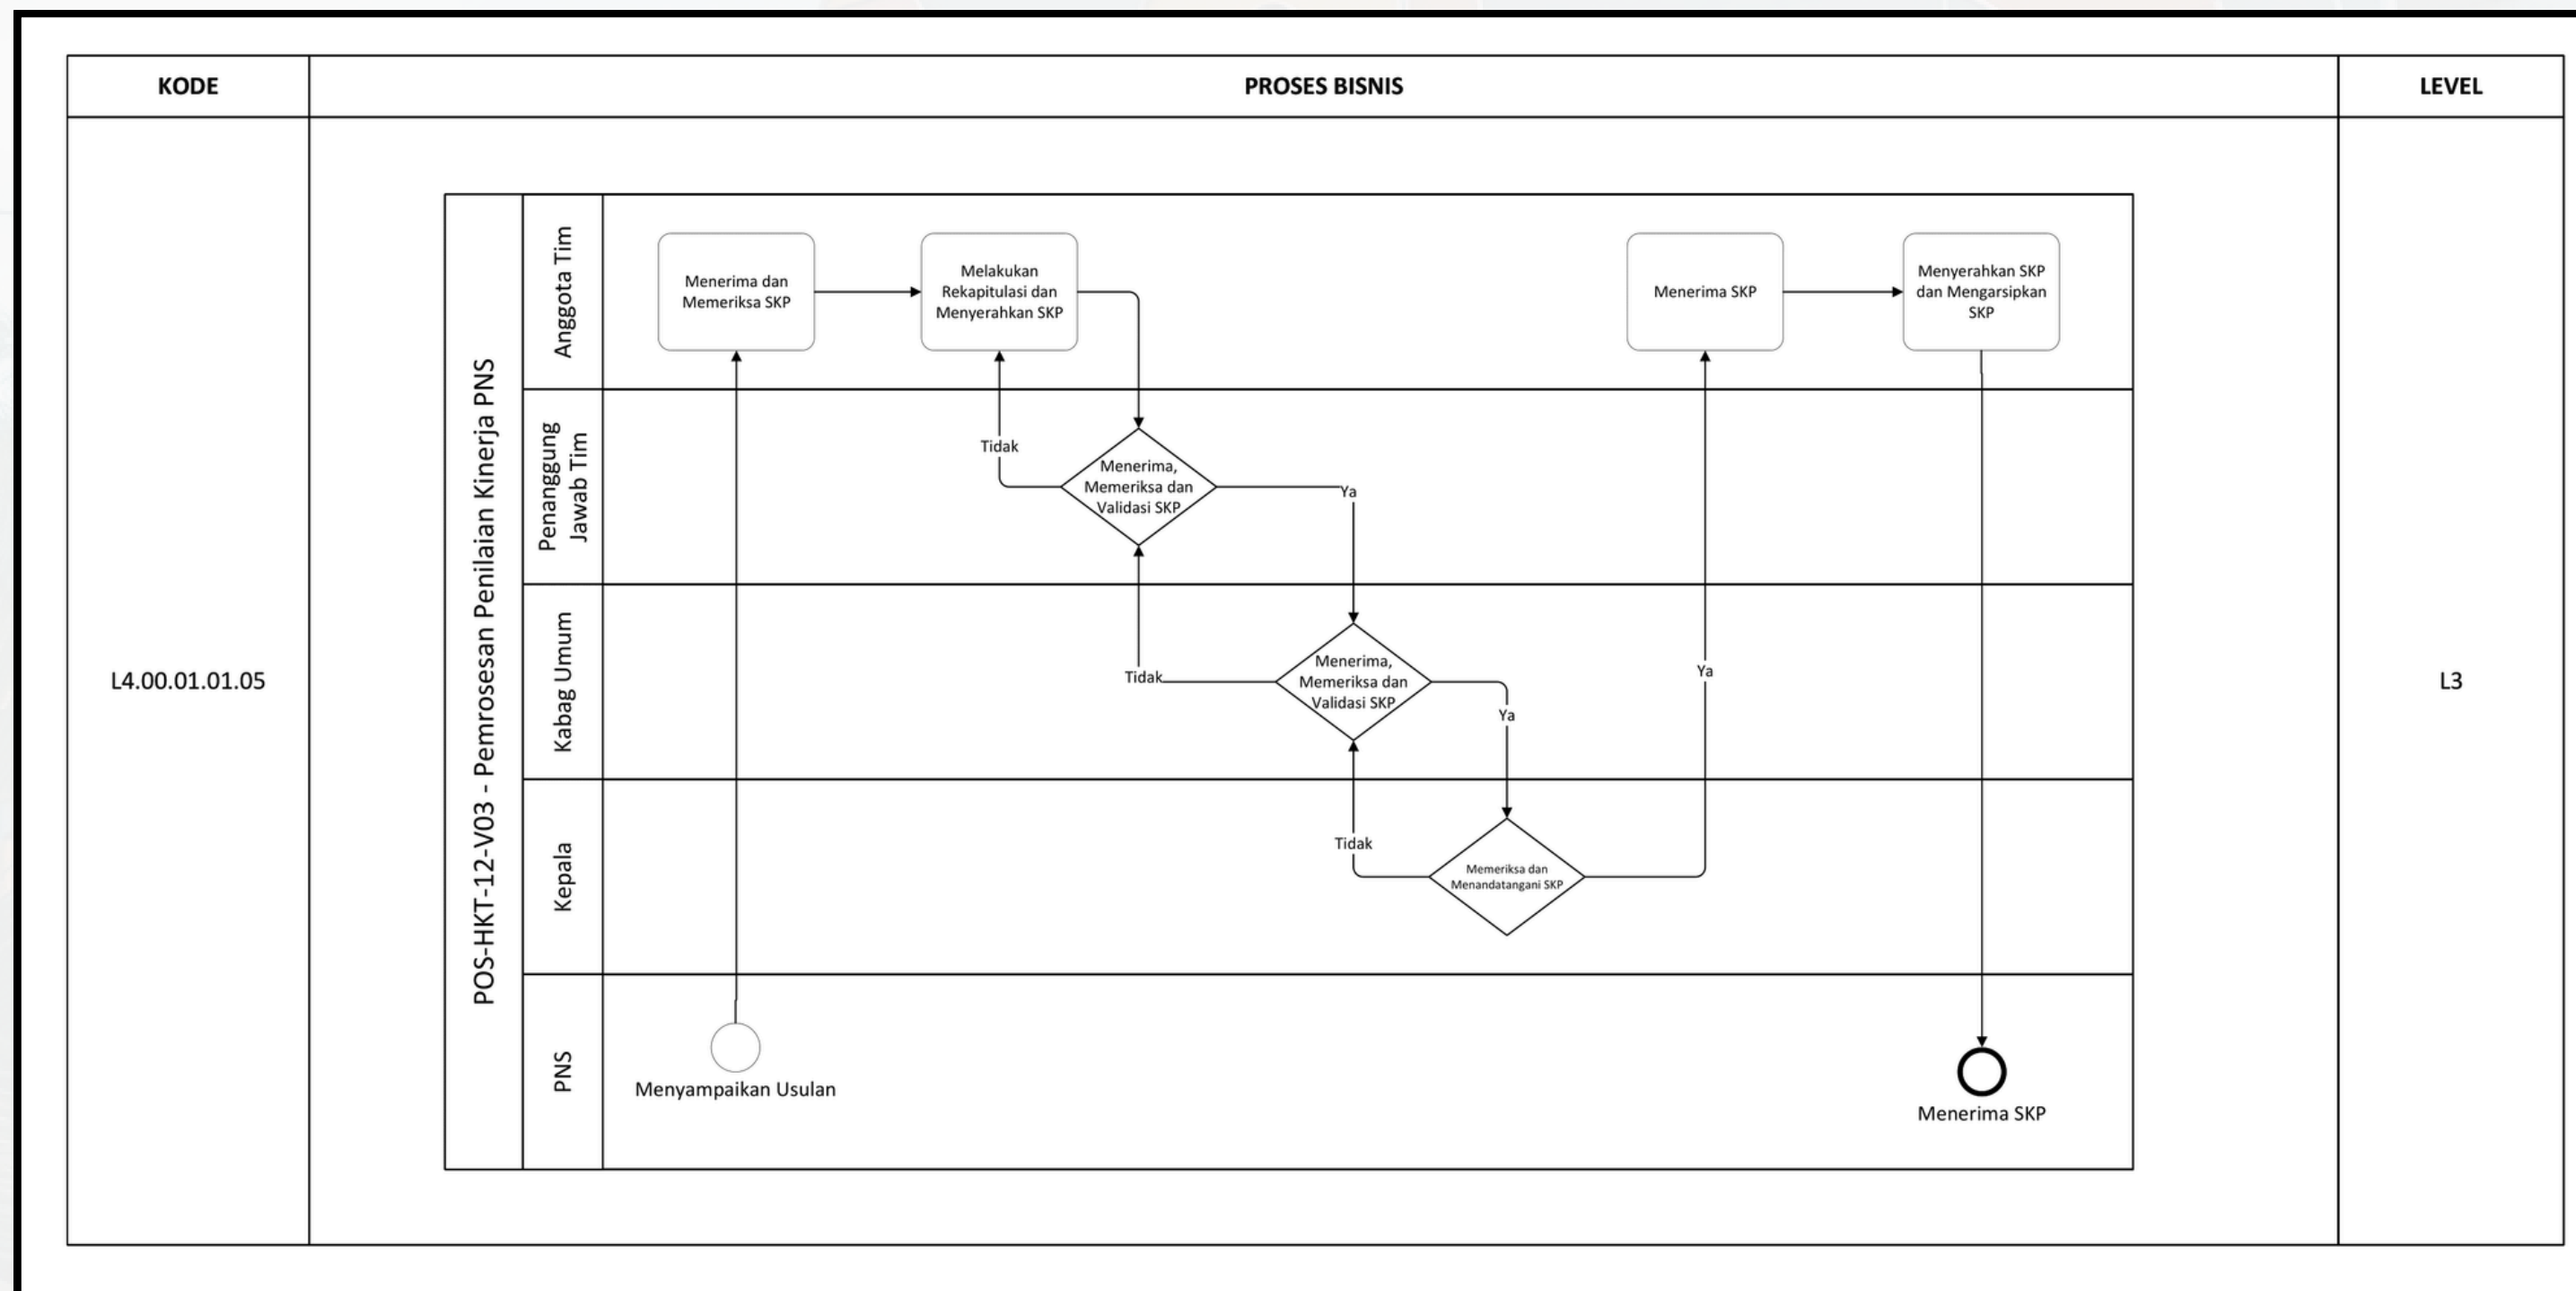 KODE
PROSES BISNIS
LEVEL
L4.00.01.01.05
L3
POS-HKT-12-V03 - Pemrosesan Penilaian Kinerja PNS
Anggota Tim
Menerima dan
Memeriksa SKP
Melakukan
Rekapitulasi dan
Menyerahkan SKP
Menerima SKP
Menyerahkan SKP
dan Mengarsipkan
SKP
Penanggung
Jawab Tim
Tidak
Menerima,
Memeriksa dan
Validasi SKP
Ya
Kabag Umum
Tidak
Menerima,
Memeriksa dan
Validasi SKP
Ya
Ya
Kepala
Tidak
Memeriksa dan
Menandatangani SKP
PNS
Menyampaikan Usulan
Menerima SKP